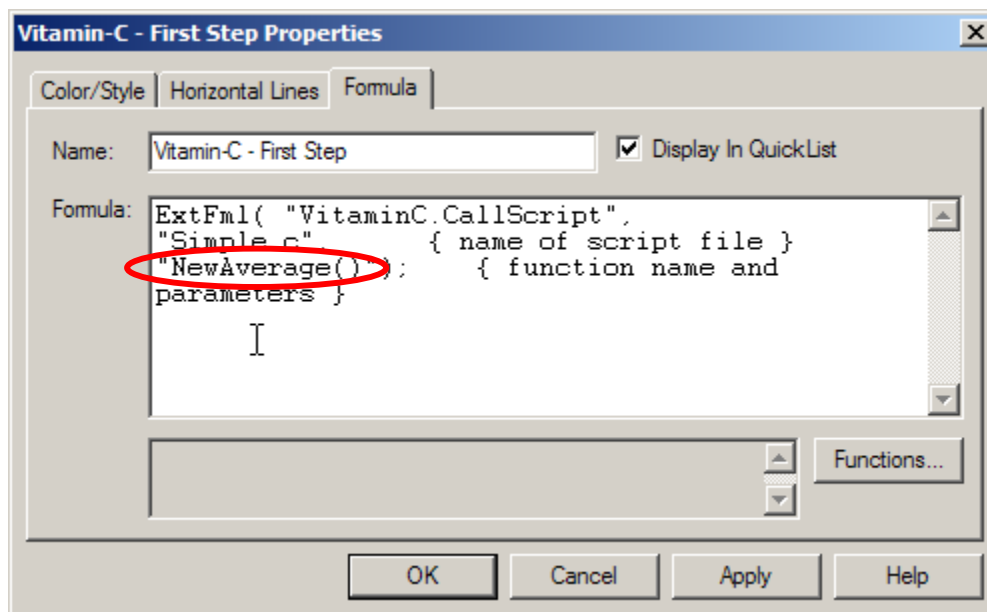 Vitamin-C - First Step Properties
Color/Style Horizontal Lines Formula
Name: Vitamin-C - First Step Display In QuickList
Formula: ExtFml( "VitaminC.CallScript",
"Simple.c", { name of script file }
"NewAverage()"); { function name and
parameters }
Functions...
OK Cancel Apply Help